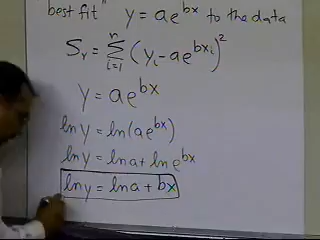 best fit" y = ae^{bx} to the data
S_r = \sum_{i=1}^{n} (y_i - ae^{bx_i})^2
y = ae^{bx}
ln y = ln(ae^{bx})
ln y = ln a + ln e^{bx}
ln y = ln a + bx